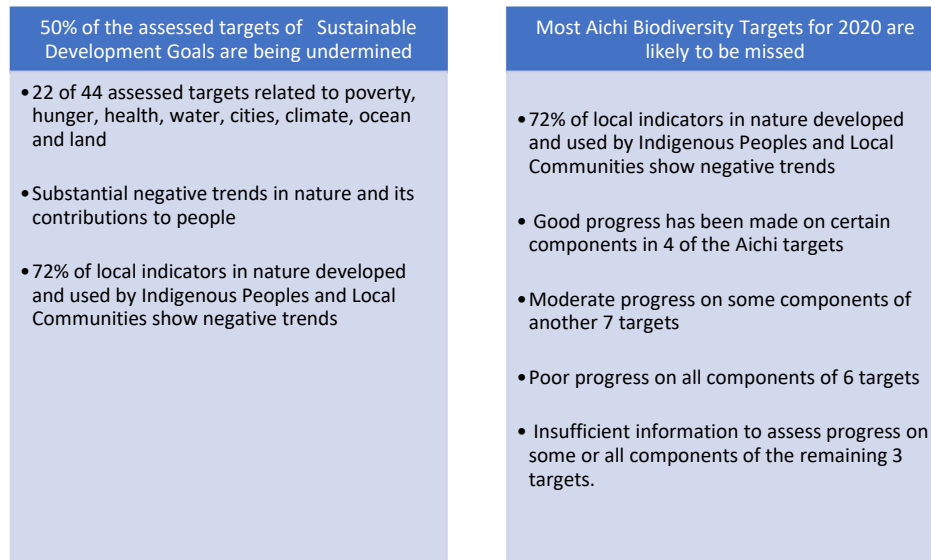 50% of the assessed targets of  Sustainable
Development Goals are being undermined
•22 of 44 assessed targets related to poverty,
hunger, health, water, cities, climate, ocean
and land
•Substantial negative trends in nature and its
contributions to people
•72% of local indicators in nature developed
and used by Indigenous Peoples and Local
Communities show negative trends
Most Aichi Biodiversity Targets for 2020 are
likely to be missed
•72% of local indicators in nature developed
and used by Indigenous Peoples and Local
Communities show negative trends
• Good progress has been made on certain
components in 4 of the Aichi targets
•Moderate progress on some components of
another 7 targets
•Poor progress on all components of 6 targets
• Insufficient information to assess progress on
some or all components of the remaining 3
targets.